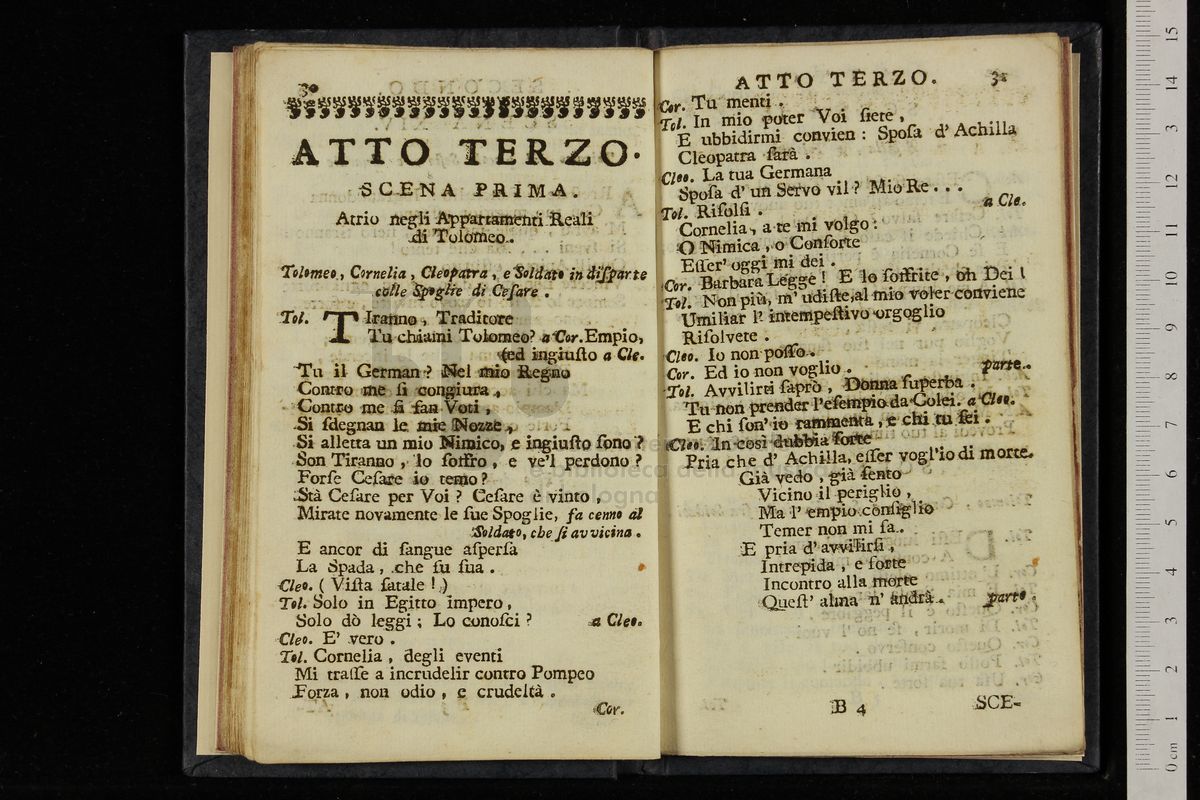 30
ATTO TERZO.
SCENA PRIMA.
Atrio negli Appartamenti Reali
di Tolomeo.
Tolomeo, Cornelia, Cleopatra, e Soldato in diſparte
colle Spoglie di Ceſare.
Tol. TIranno, Traditore
Tu chiami Tolomeo? a Cor. Empio,
(ed ingiuſto a Cle.
Tu il German? Nel mio Regno
Contro me ſi congiura,
Contro me ſi fan Voti,
Si ſdegnan le mie Nozze,
Si alletta un mio Nimico, e ingiuſto ſono?
Son Tiranno, lo ſoffro, e ve'l perdono?
Forſe Ceſare io temo?
Stà Ceſare per Voi? Ceſare è vinto,
Mirate novamente le ſue Spoglie, fa cenno al
Soldato, che ſi avvicina.
E ancor di ſangue aſperſa
La Spada, che fu ſua.
Cleo. (Viſta fatale!)
Tol. Solo in Egitto impero,
Solo dò leggi; Lo conoſci? a Cleo.
Cleo. E' vero.
Tol. Cornelia, degli eventi
Mi traſſe a incrudelir contro Pompeo
Forza, non odio, e crudeltà.
Cor.
ATTO TERZO. 31
Cor. Tu menti.
Tol. In mio poter Voi ſiete,
E ubbidirmi convien: Spoſa d'Achilla
Cleopatra ſarà.
Cleo. La tua Germana
Spoſa d'un Servo vil? Mio Re...
Tol. Riſolſi. a Cle.
Cornelia, a te mi volgo:
O Nimica, o Conſorte
Eſſer' oggi mi dei.
Cor. Barbara Legge! E lo ſoffrite, oh Dei!
Tol. Non più, m'udiſte, al mio voler conviene
Umiliar l'intempeſtivo orgoglio
Riſolvete.
Cleo. Io non poſſo.
Cor. Ed io non voglio. parte.
Tol. Avvilirti ſaprò, Donna ſuperba.
Tu non prender l'eſempio da Colei. a Cleo.
E chi ſon' io rammenta, e chi tu ſei.
Cleo. In così dubbia ſorte
Pria che d'Achilla, eſſer vogl'io di morte.
Già vedo, già ſento
Vicino il periglio,
Ma l'empio conſiglio
Temer non mi fa.
E pria d'avvilirſi,
Intrepida, e forte
Incontro alla morte
Queſt' alma n' andrà. parte.
B 4 SCE-